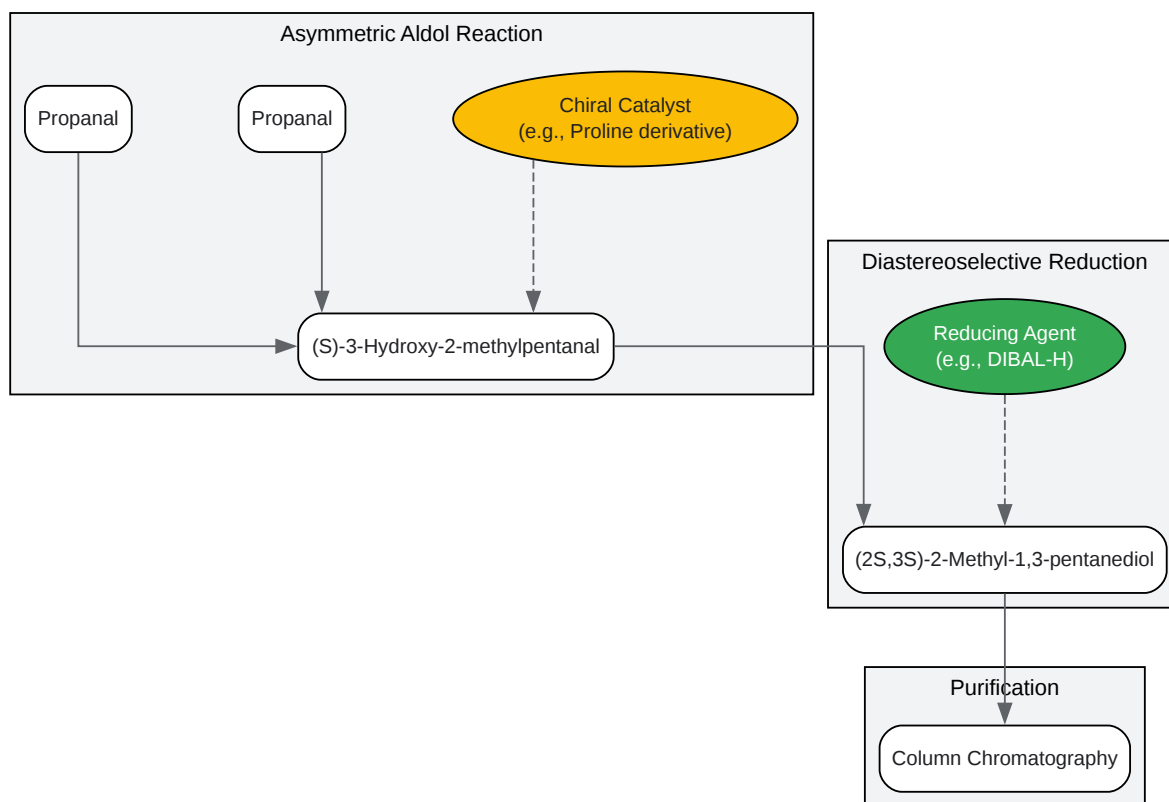 Asymmetric Aldol Reaction
Propanal
Propanal
Chiral Catalyst
(e.g., Proline derivative)
(S)-3-Hydroxy-2-methylpentanal
Diastereoselective Reduction
Reducing Agent
(e.g., DIBAL-H)
(2S,3S)-2-Methyl-1,3-pentanediol
Purification
Column Chromatography